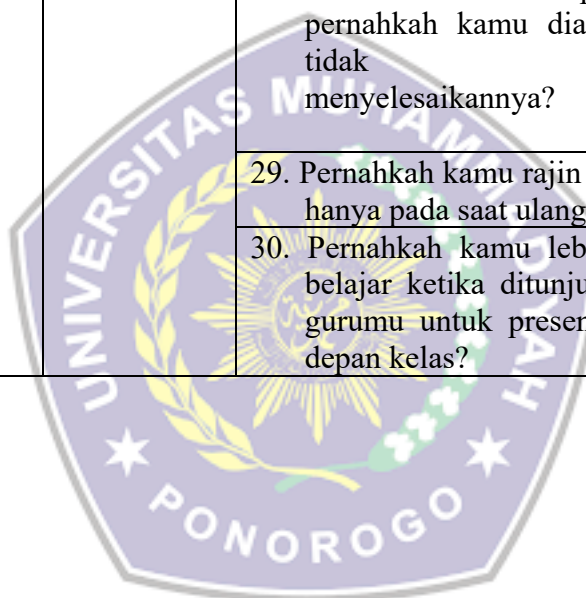 pernahkah kamu dia
tidak
menyelesaikannya?
29. Pernahkah kamu rajin
hanya pada saat ulang
30. Pernahkah kamu leb
belajar ketika ditunju
gurumu untuk presen
depan kelas?
UNIVERSITAS MUHAMMADIYAH
PONOROGO